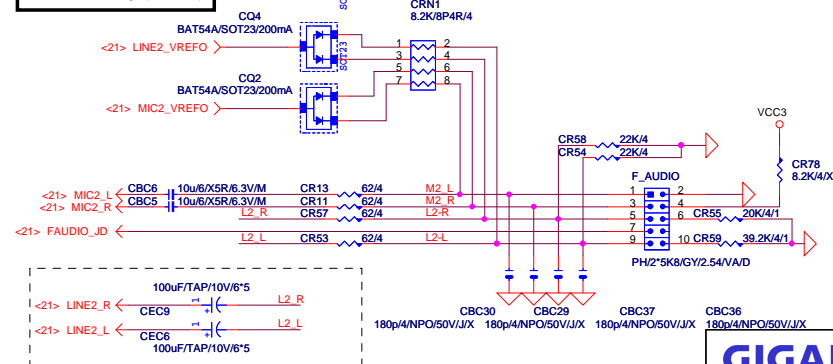 CRN1
CQ4
8.2K/8P4R/4
BAT54A/SOT23/200mA
SOT23
<21> LINE2_VREFO
1 2
3 4
5 6
7 8
CQ2
BAT54A/SOT23/200mA
<21> MIC2_VREFO
VCC3
CR58 22K/4
CR54 22K/4
CR78
8.2K/4/X
F_AUDIO
<21> MIC2_L CBC6 10u/6/X5R/6.3V/M CR13 62/4 M2_L 1 2
<21> MIC2_R CBC5 10u/6/X5R/6.3V/M CR11 62/4 M2_R 3 4
L2_R CR57 62/4 L2-R 5 6 CR55 20K/4/1
<21> FAUDIO_JD 7
L2_L CR53 62/4 L2-L 9 10 CR59 39.2K/4/1
PH/2*5K8/GY/2.54/VA/D
100uF/TAP/10V/6*5
<21> LINE2_R 1 + L2_R
CEC9
<21> LINE2_L 1 + L2_L
CEC6
100uF/TAP/10V/6*5
CBC30 CBC29 CBC37 CBC36
180p/4/NPO/50V/J/X 180p/4/NPO/50V/J/X 180p/4/NPO/50V/J/X 180p/4/NPO/50V/J/X